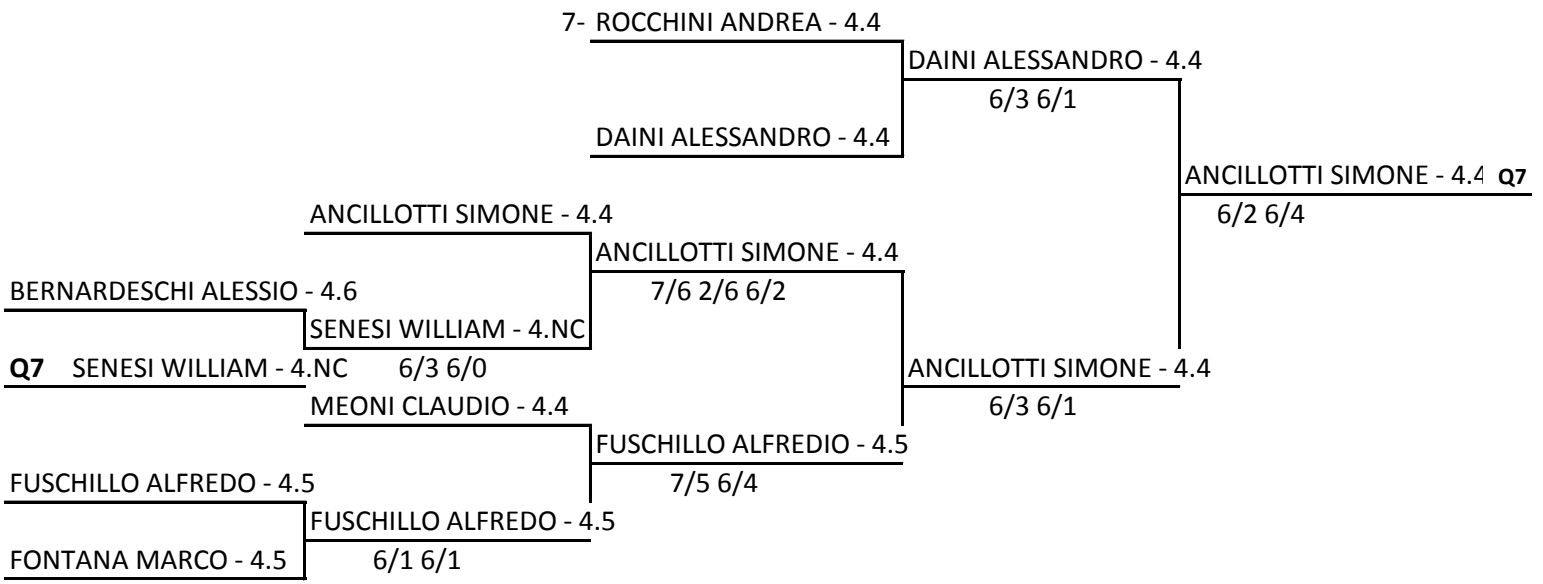 7- ROCCHINI ANDREA - 4.4
DAINI ALESSANDRO - 4.4
6/3 6/1
DAINI ALESSANDRO - 4.4
ANCILLOTTI SIMONE - 4.4 Q7
6/2 6/4
ANCILLOTTI SIMONE - 4.4
ANCILLOTTI SIMONE - 4.4
7/6 2/6 6/2
BERNARDESCHI ALESSIO - 4.6
SENESI WILLIAM - 4.NC
Q7 SENESI WILLIAM - 4.NC
6/3 6/0
ANCILLOTTI SIMONE - 4.4
6/3 6/1
MEONI CLAUDIO - 4.4
FUSCHILLO ALFREDIO - 4.5
7/5 6/4
FUSCHILLO ALFREDO - 4.5
FUSCHILLO ALFREDO - 4.5
6/1 6/1
FONTANA MARCO - 4.5